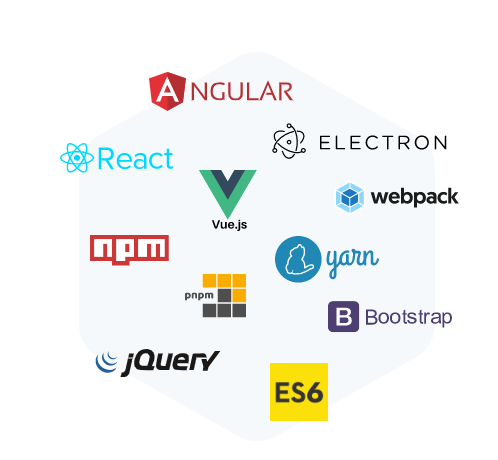 ANGULAR
ELECTRON
React
Vue.js
webpack
npm
yarn
pnpm
B Bootstrap
jQuery
ES6